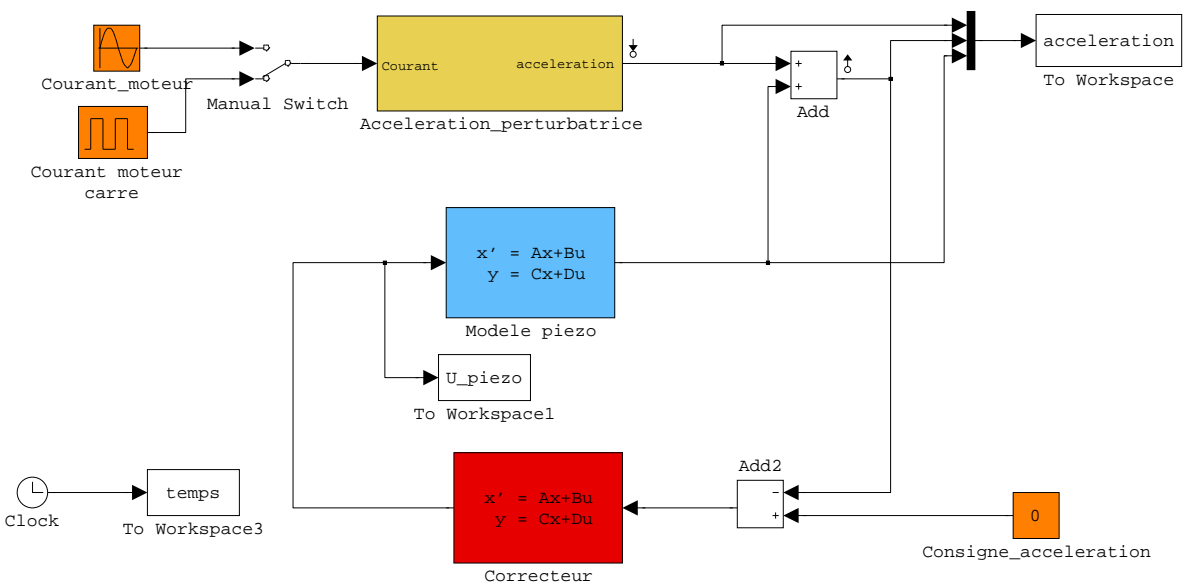 Courant_moteur
Manual Switch
Courant moteur
carre
Courant
acceleration
Acceleration_perturbatrice
+
+
Add
acceleration
To Workspace
x' = Ax+Bu
y = Cx+Du
Modele piezo
U_piezo
To Workspace1
Clock
temps
To Workspace3
x' = Ax+Bu
y = Cx+Du
Correcteur
Add2
−
+
0
Consigne_acceleration